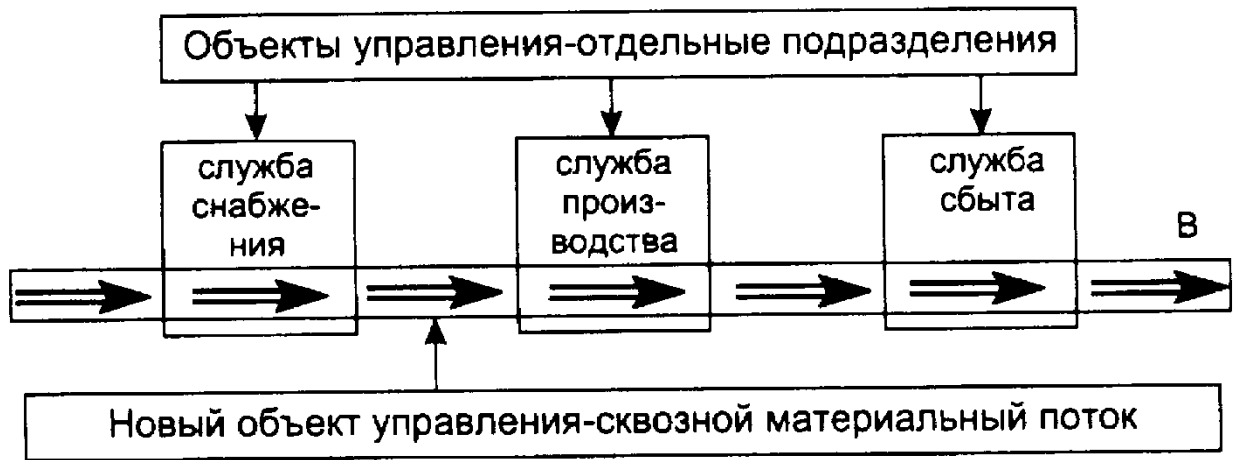 Объекты управления-отдельные подразделения
служба
снабже-
ния
служба
произ-
водства
служба
сбыта
В
Новый объект управления-сквозной материальный поток